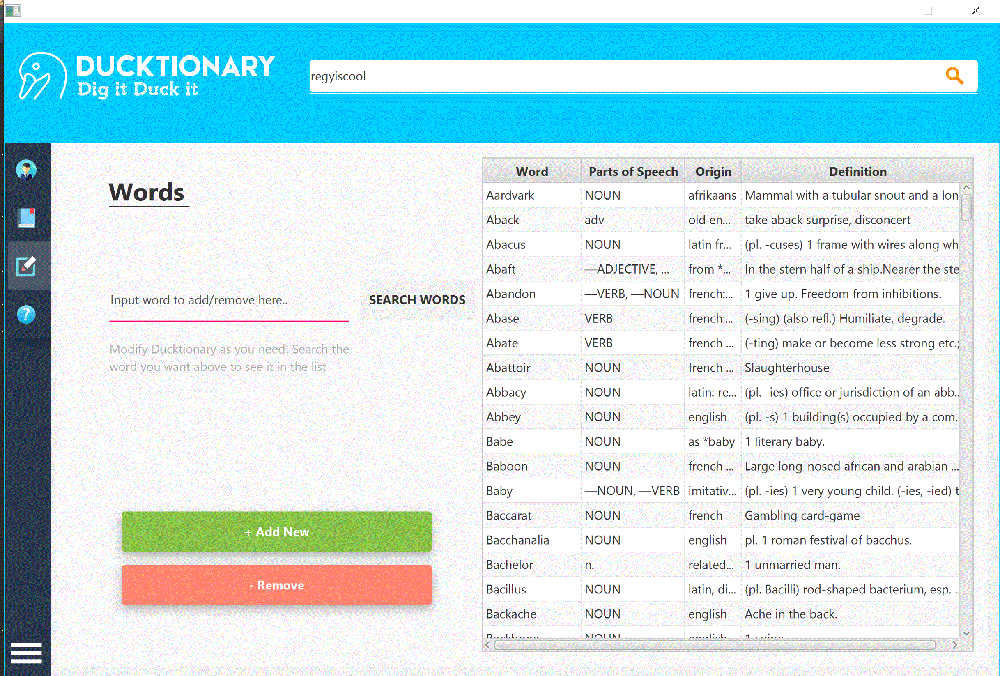 DUCKTIONARY
Dig it Duck it
regyiscool
Words
Input word to add/remove here..
SEARCH WORDS
Modify Ducktionary as you need! Search the
word you want above to see it in the list
+ Add New
- Remove
Word Parts of Speech Origin Definition
Aardvark NOUN afrikaans Mammal with a tubular snout and a lon
Aback adv old en... take aback surprise, disconcert
Abacus NOUN latin fr... (pl. -cuses) 1 frame with wires along wh
Abaft —ADJECTIVE, ... from *... In the stern half of a ship.Nearer the ste
Abandon —VERB, —NOUN french:... 1 give up. Freedom from inhibitions.
Abase VERB french ... (-sing) (also refl.) Humiliate, degrade.
Abate VERB french ... (-ting) make or become less strong etc.;
Abattoir NOUN french ... Slaughterhouse
Abbacy NOUN latin: re... (pl. -ies) office or jurisdiction of an abb...
Abbey NOUN english (pl. -s) 1 building(s) occupied by a com...
Babe NOUN as *baby 1 literary baby.
Baboon NOUN french ... Large long-nosed african and arabian ...
Baby —NOUN, —VERB imitativ... (pl. -ies) 1 very young child. (-ies, -ied) t
Baccarat NOUN french Gambling card-game
Bacchanalia NOUN english pl. 1 roman festival of bacchus.
Bachelor n. related... 1 unmarried man.
Bacillus NOUN latin, di... (pl. Bacilli) rod-shaped bacterium, esp. ...
Backache NOUN english Ache in the back.
NOUN english